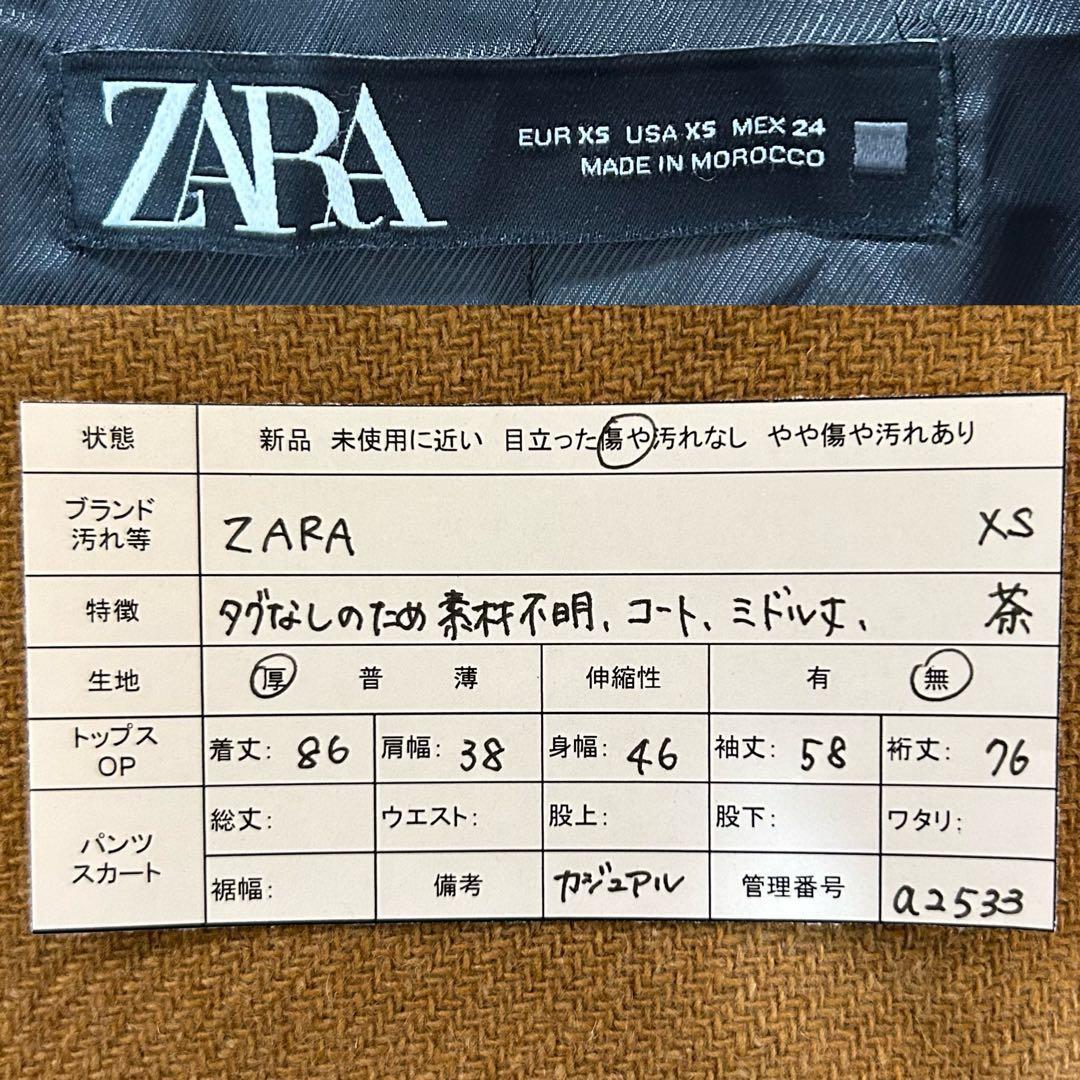 ZARA
EUR XS USA XS MEX 24
MADE IN MOROCCO
状態 新品 未使用に近い 目立った傷や汚れなし やや傷や汚れあり
ブランド
汚れ等 ZARA XS
特徴 タグなしのため素材不明、コート、ミドル丈、 茶
生地 厚 普 薄 伸縮性 有 無
トップス
OP 着丈: 86 肩幅: 38 身幅: 46 袖丈: 58 裄丈: 76
パンツ
スカート
総丈: ウエスト: 股上: 股下: ワタリ:
裾幅: 備考 カジュアル 管理番号 a2533